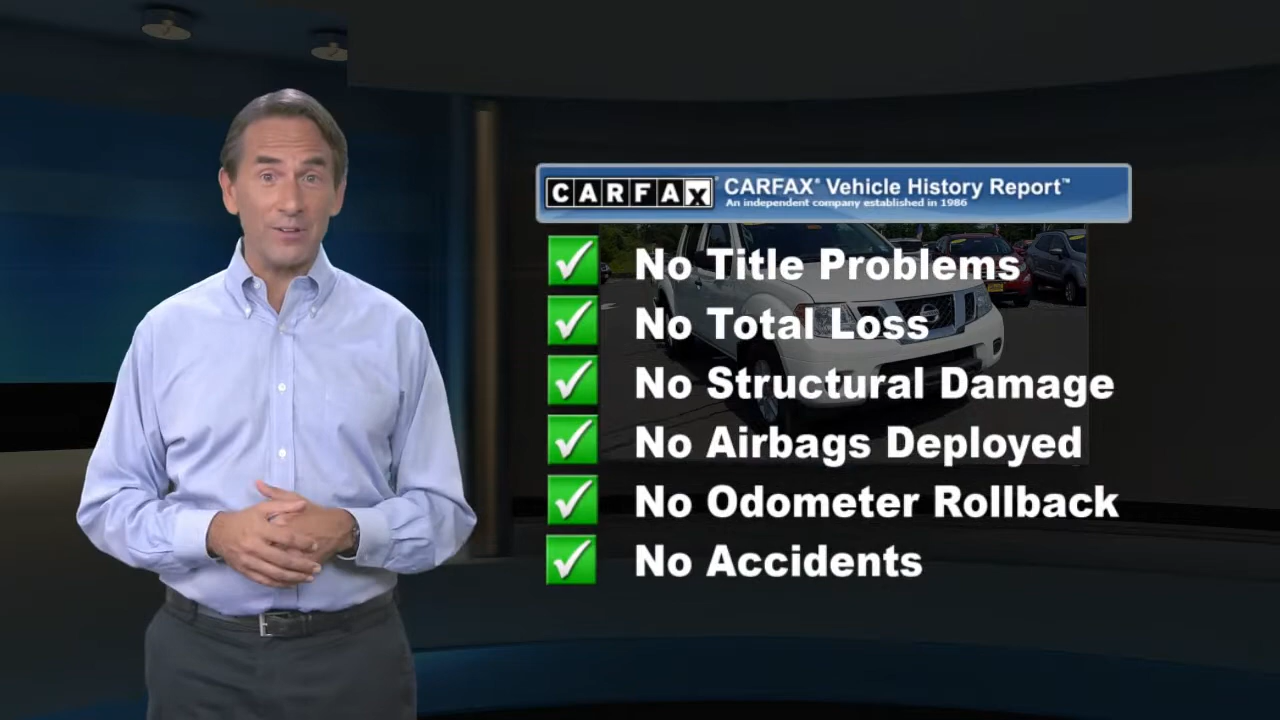 CARFAX® CARFAX® Vehicle History Report™
An independent company established in 1986
No Title Problems
No Total Loss
No Structural Damage
No Airbags Deployed
No Odometer Rollback
No Accidents